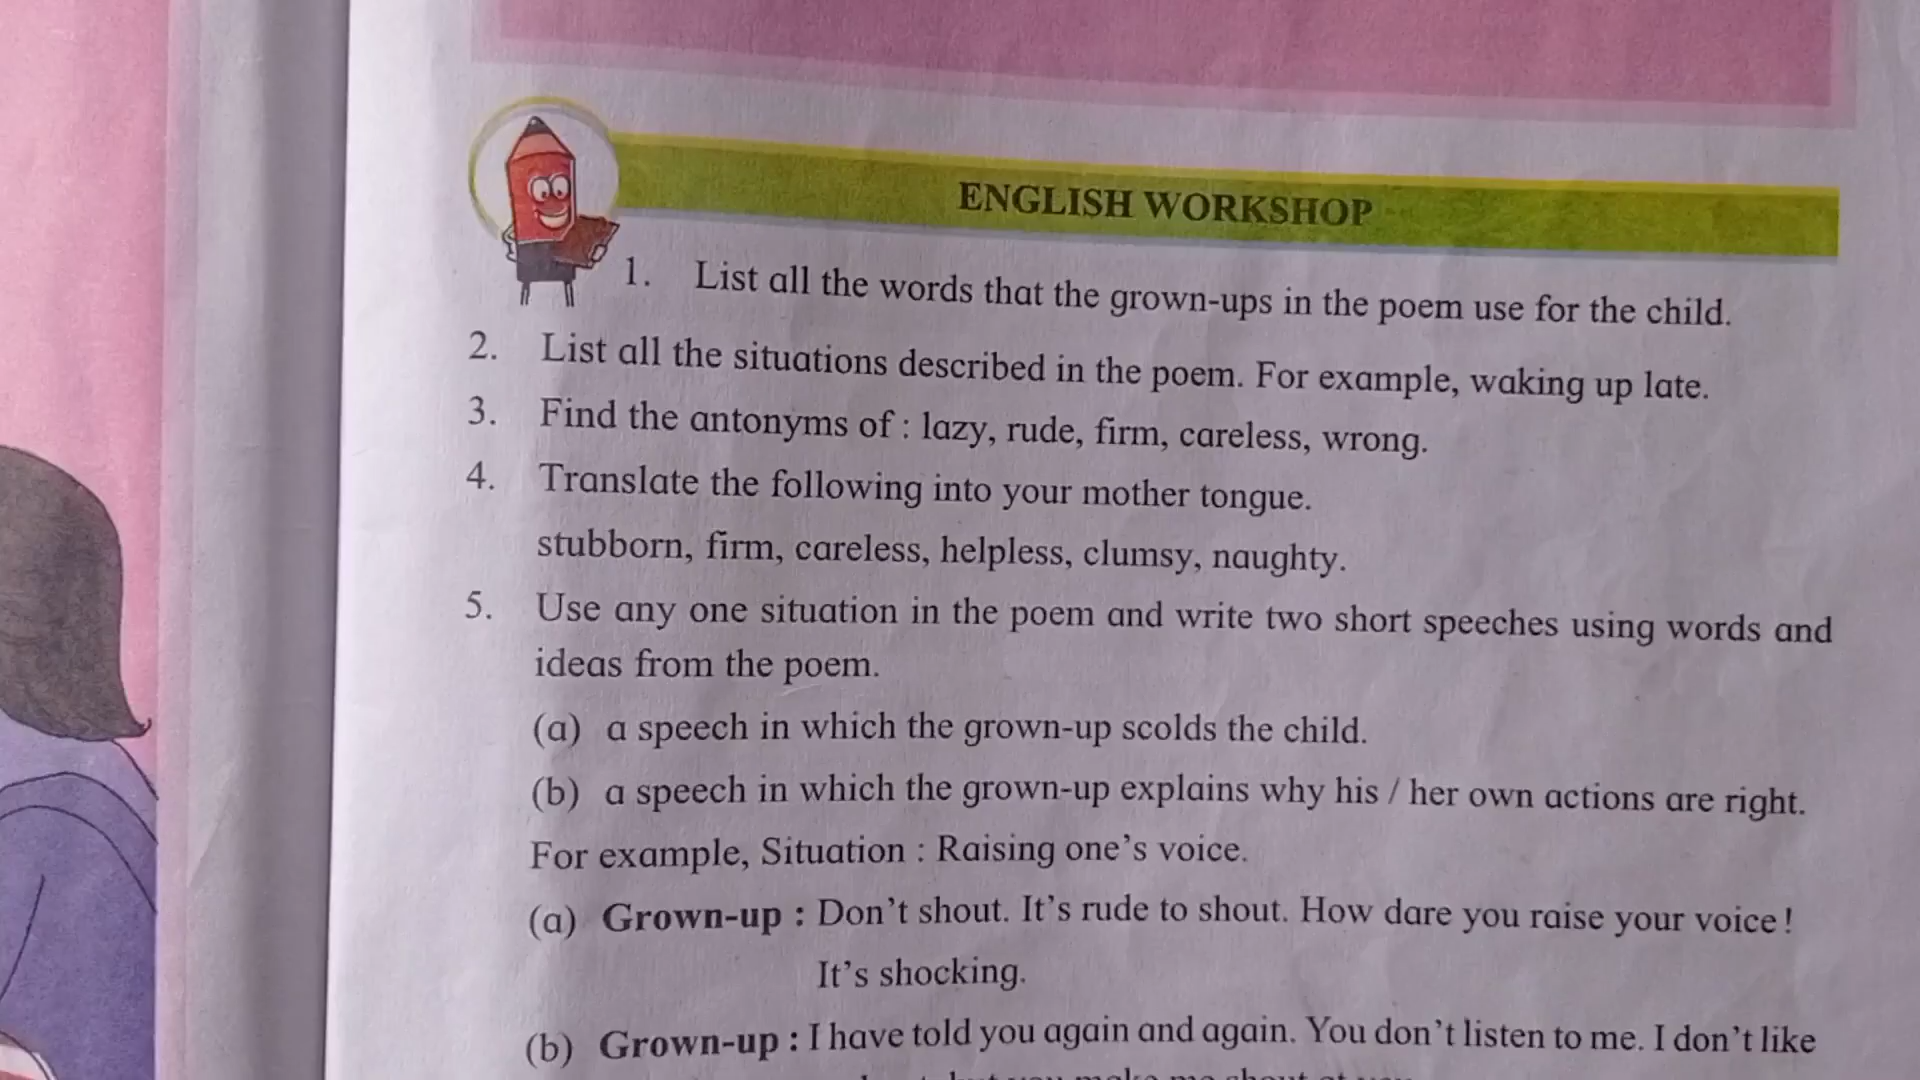 ENGLISH WORKSHOP
1. List all the words that the grown-ups in the poem use for the child.
2. List all the situations described in the poem. For example, waking up late.
3. Find the antonyms of : lazy, rude, firm, careless, wrong.
4. Translate the following into your mother tongue.
stubborn, firm, careless, helpless, clumsy, naughty.
5. Use any one situation in the poem and write two short speeches using words and
ideas from the poem.
(a) a speech in which the grown-up scolds the child.
(b) a speech in which the grown-up explains why his / her own actions are right.
For example, Situation : Raising one's voice.
(a) Grown-up : Don't shout. It's rude to shout. How dare you raise your voice!
It's shocking.
(b) Grown-up : I have told you again and again. You don't listen to me. I don't like
but you make me shout at